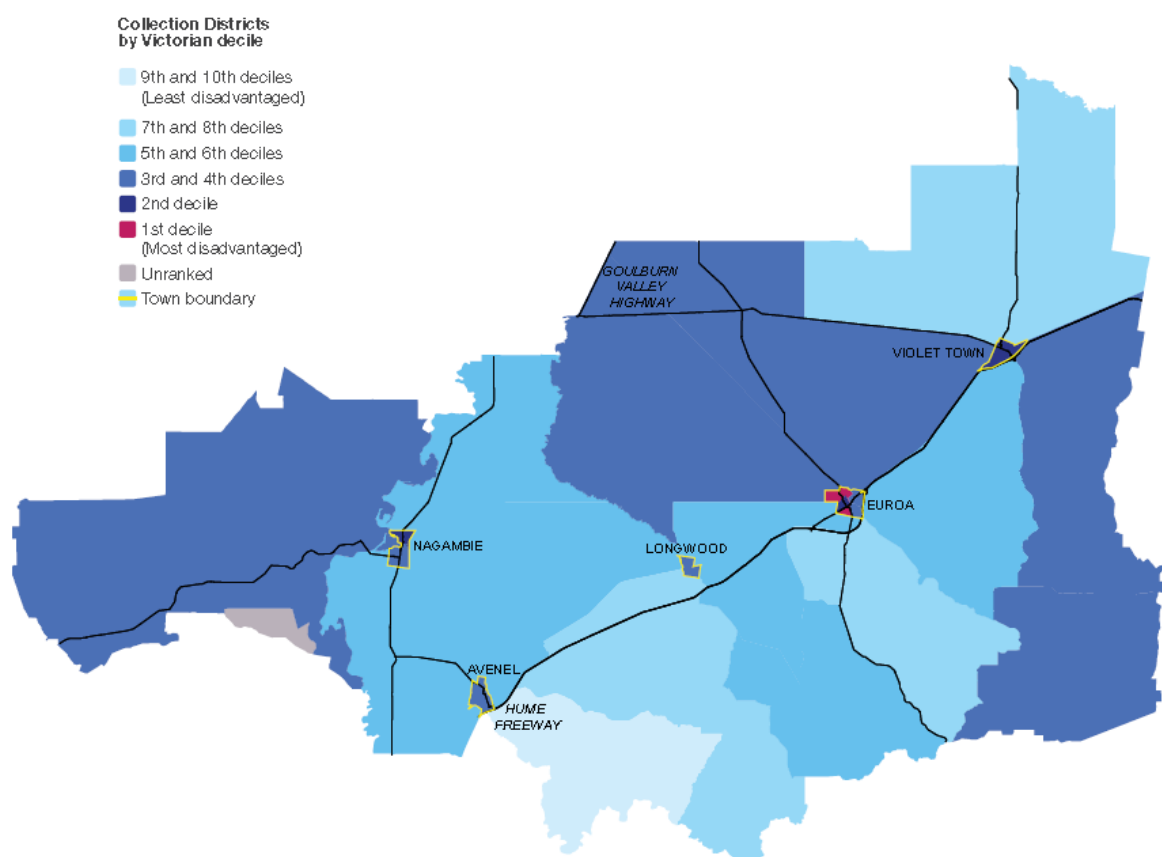 Collection Districts
by Victorian decile
9th and 10th deciles
(Least disadvantaged)
7th and 8th deciles
5th and 6th deciles
3rd and 4th deciles
2nd decile
1st decile
(Most disadvantaged)
Unranked
Town boundary
GOULBURN
VALLEY
HIGHWAY
VIOLET TOWN
EUROA
NAGAMBIE
LONGWOOD
AVENEL
HUME
FREEWAY